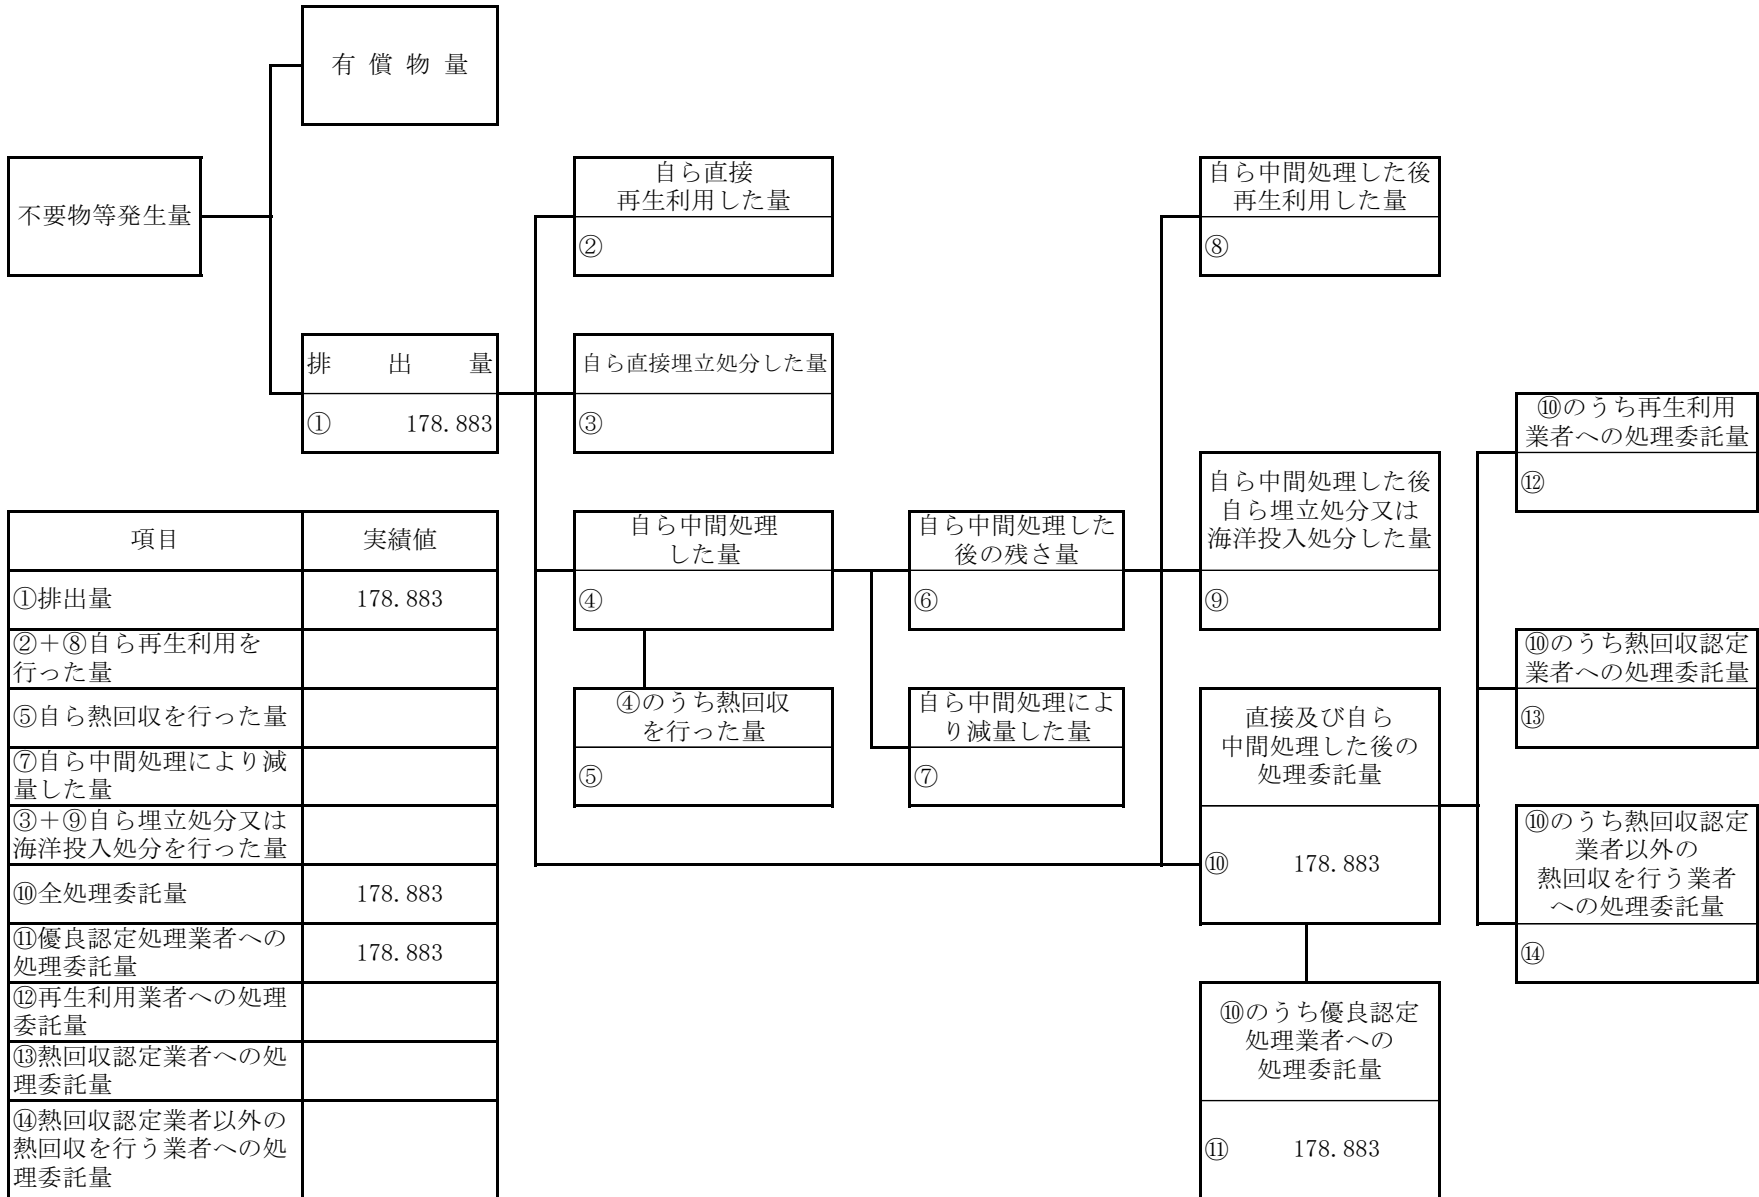 有 償 物 量
不要物等発生量
自ら直接
再生利用した量
②
自ら中間処理した後
再生利用した量
⑧
排 出 量
① 178.883
自ら直接埋立処分した量
③
⑩のうち再生利用
業者への処理委託量
⑫
自ら中間処理
した量
④
自ら中間処理した
後の残さ量
⑥
自ら中間処理した後
自ら埋立処分又は
海洋投入処分した量
⑨
④のうち熱回収
を行った量
⑤
自ら中間処理によ
り減量した量
⑦
直接及び自ら
中間処理した後の
処理委託量
⑩ 178.883
⑩のうち熱回収認定
業者への処理委託量
⑬
⑩のうち熱回収認定
業者以外の
熱回収を行う業者
への処理委託量
⑭
⑩のうち優良認定
処理業者への
処理委託量
⑪ 178.883
項目 実績値
①排出量 178.883
②＋⑧自ら再生利用を
行った量
⑤自ら熱回収を行った量
⑦自ら中間処理により減
量した量
③＋⑨自ら埋立処分又は
海洋投入処分を行った量
⑩全処理委託量 178.883
⑪優良認定処理業者への
処理委託量 178.883
⑫再生利用業者への処理
委託量
⑬熱回収認定業者への処
理委託量
⑭熱回収認定業者以外の
熱回収を行う業者への処
理委託量